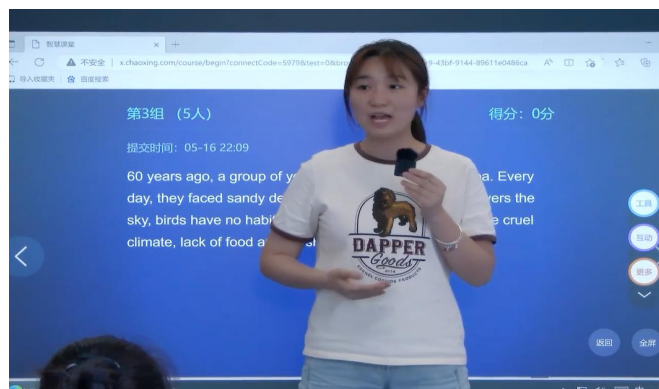 智慧课堂
不安全 x.chaoxing.com/course/begin?connectCode=5979&test=0&bro
43bf-9144-89611e0486ca
导入收藏夹 百度搜索
第3组 (5人) 得分: 0分
提交时间: 05-16 22:09
60 years ago, a group of
Every
day, they faced sandy
the
sky, birds have no
cruel
climate, lack of food
工具
互动
更多
返回 全屏
DAPPER
Goods